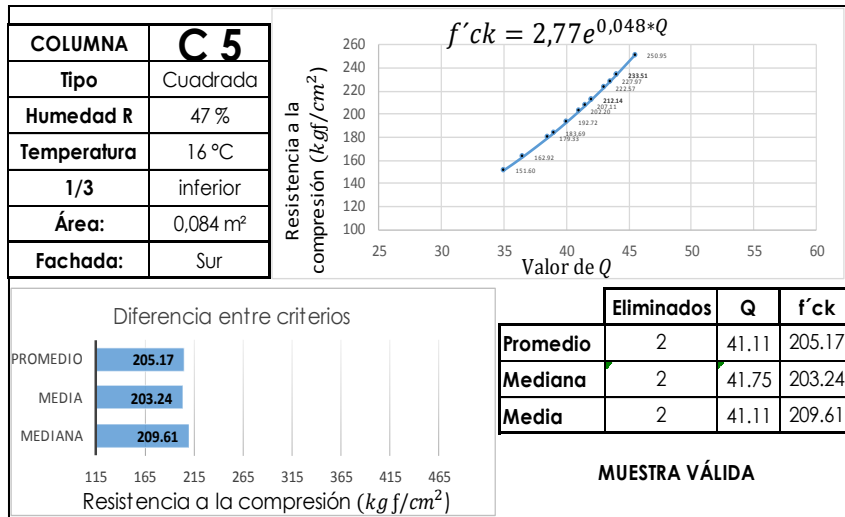 COLUMNA C 5
Tipo Cuadrada
Humedad R 47 %
Temperatura 16 °C
1/3 inferior
Área: 0,084 m²
Fachada: Sur
f´ck = 2,77e^{0,048*Q}
Resistencia a la
compresión (kgf/cm²)
260
240
220
200
180
160
140
120
100
250.95
233.51
227.97
222.57
212.14
207.11
202.20
192.72
183.69
179.33
162.92
151.60
25 30 35 40 45 50 55 60
Valor de Q
Diferencia entre criterios
PROMEDIO 205.17
MEDIA 203.24
MEDIANA 209.61
115 165 215 265 315 365 415 465
Resistencia a la compresión (kg f/cm²)
Eliminados Q f´ck
Promedio 2 41.11 205.17
Mediana 2 41.75 203.24
Media 2 41.11 209.61
MUESTRA VÁLIDA